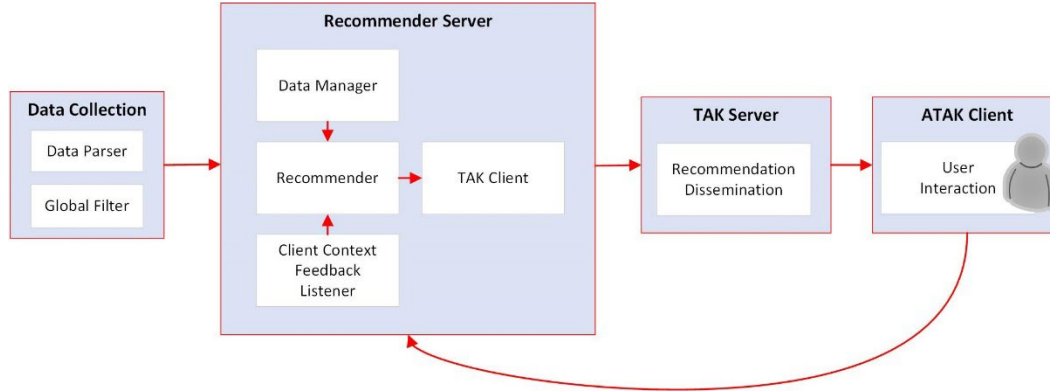 Recommender Server
Data Manager
Data Collection
Data Parser
Global Filter
Recommender
TAK Client
Client Context
Feedback
Listener
TAK Server
Recommendation
Dissemination
ATAK Client
User
Interaction